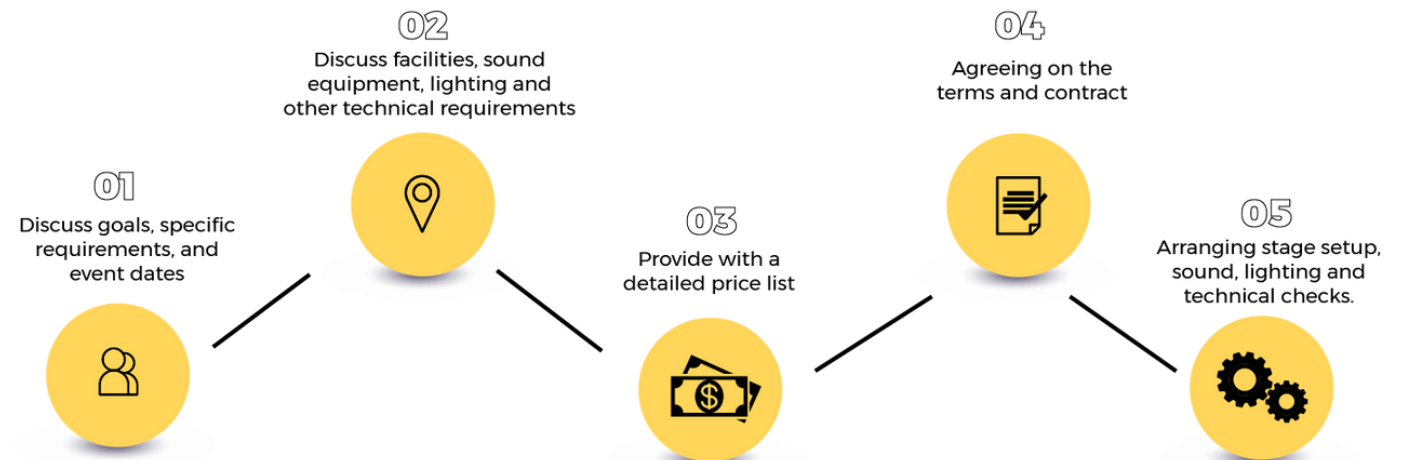 01
Discuss goals, specific
requirements, and
event dates
02
Discuss facilities, sound
equipment, lighting and
other technical requirements
03
Provide with a
detailed price list
$
04
Agreeing on the
terms and contract
05
Arranging stage setup,
sound, lighting and
technical checks.